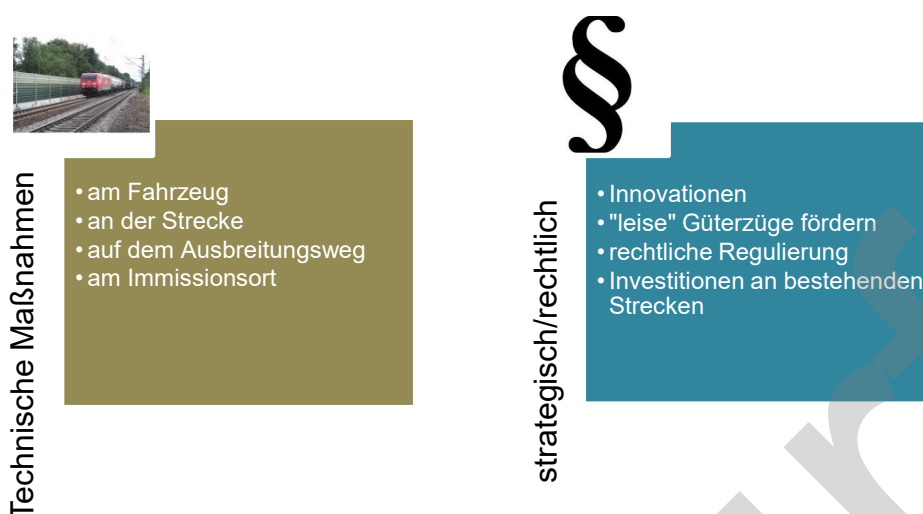 Technische Maßnahmen
• am Fahrzeug
• an der Strecke
• auf dem Ausbreitungsweg
• am Immissionsort
§
strategisch/rechtlich
• Innovationen
• "leise" Güterzüge fördern
• rechtliche Regulierung
• Investitionen an bestehenden
Strecken